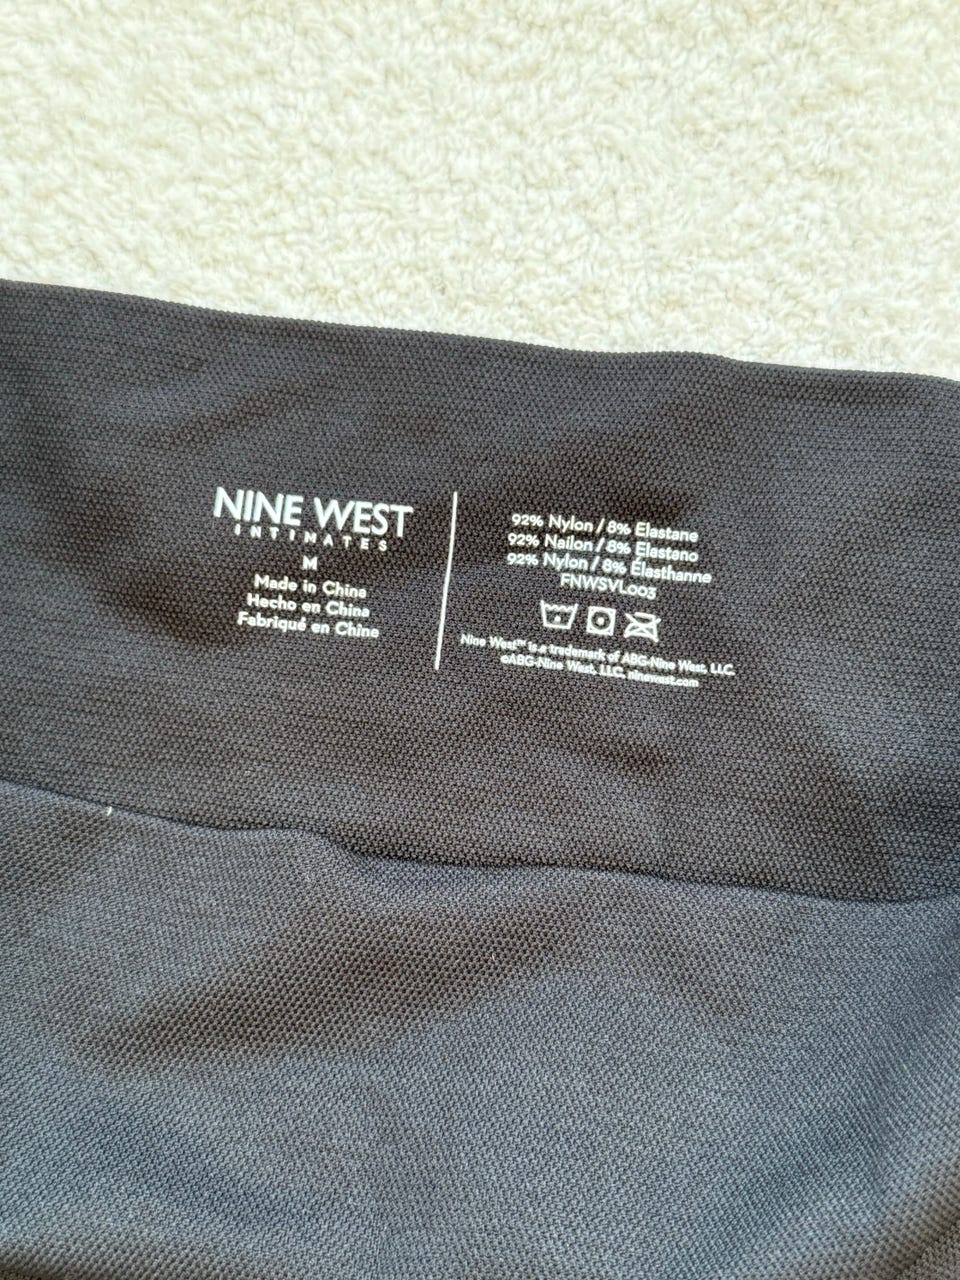 NINE WEST
INTIMATES
M
Made in China
Hecho en China
Fabriqué en Chine
92% Nylon / 8% Elastane
92% Nailon / 8% Elastano
92% Nylon / 8% Élasthanne
FNWSVL003
Nine West™ is a trademark of ABG-Nine West, LLC.
©ABG-Nine West, LLC. ninewest.com